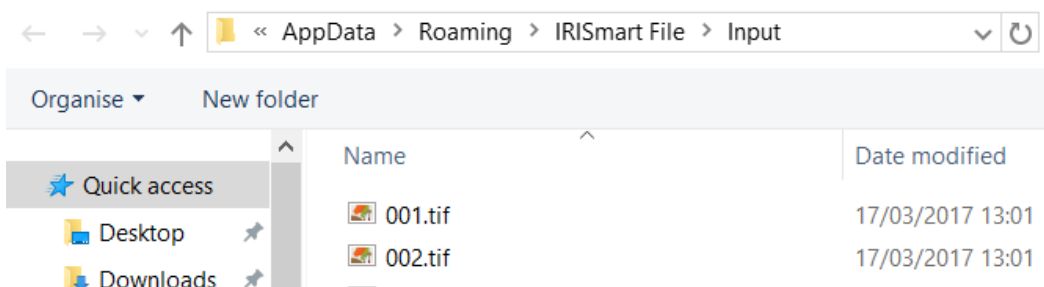 « AppData > Roaming > IRISmart File > Input
Organise New folder
Name Date modified
Quick access
001.tif 17/03/2017 13:01
Desktop
002.tif 17/03/2017 13:01
Downloads